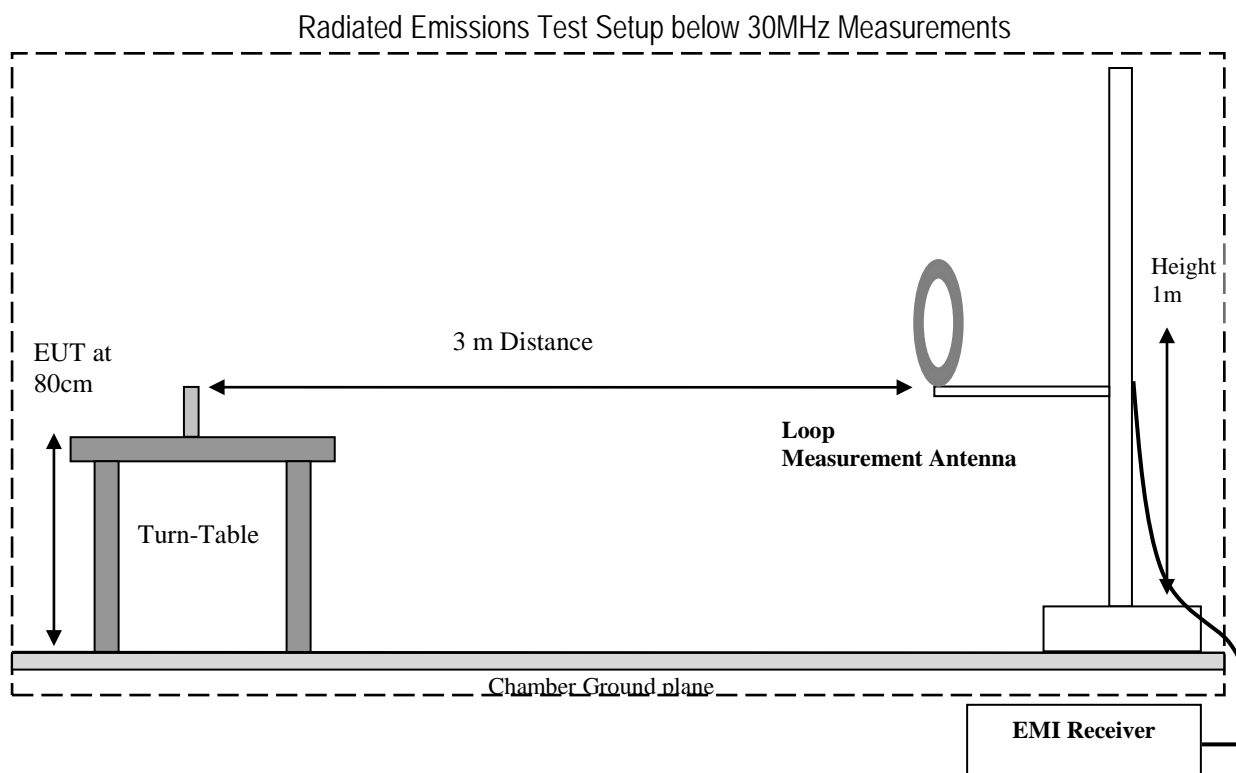 Radiated Emissions Test Setup below 30MHz Measurements
Height
1m
3 m Distance
EUT at
80cm
Loop
Measurement Antenna
Turn-Table
Chamber Ground plane
EMI Receiver